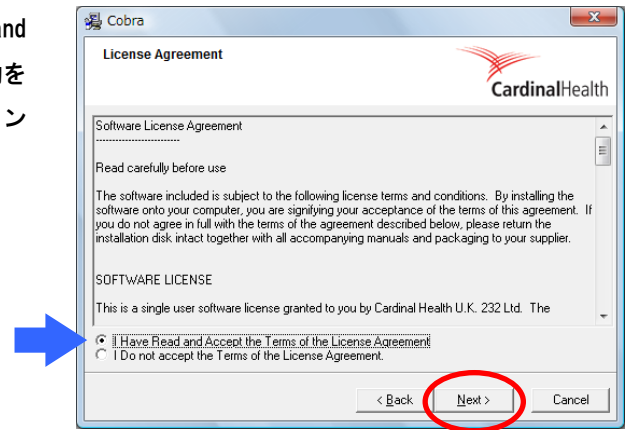 and
を
ン
Cobra
License Agreement
CardinalHealth
Software License Agreement
--------------------------
Read carefully before use
The software included is subject to the following license terms and conditions. By installing the
software onto your computer, you are signifying your acceptance of the terms of this agreement. If
you do not agree in full with the terms of the agreement described below, please return the
installation disk intact together with all accompanying manuals and packaging to your supplier.
SOFTWARE LICENSE
This is a single user software license granted to you by Cardinal Health U.K. 232 Ltd. The
I Have Read and Accept the Terms of the License Agreement
I Do not accept the Terms of the License Agreement.
< Back
Next >
Cancel